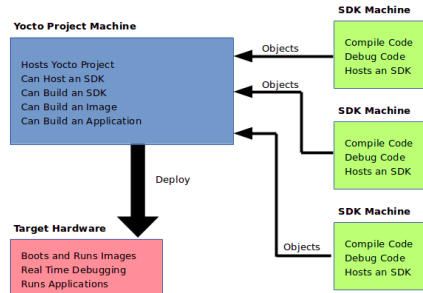 Yocto Project Machine
Hosts Yocto Project
Can Host an SDK
Can Build an SDK
Can Build an Image
Can Build an Application
Deploy
Target Hardware
Boots and Runs Images
Real Time Debugging
Runs Applications
Objects
Objects
Objects
SDK Machine
Compile Code
Debug Code
Hosts an SDK
SDK Machine
Compile Code
Debug Code
Hosts an SDK
SDK Machine
Compile Code
Debug Code
Hosts an SDK